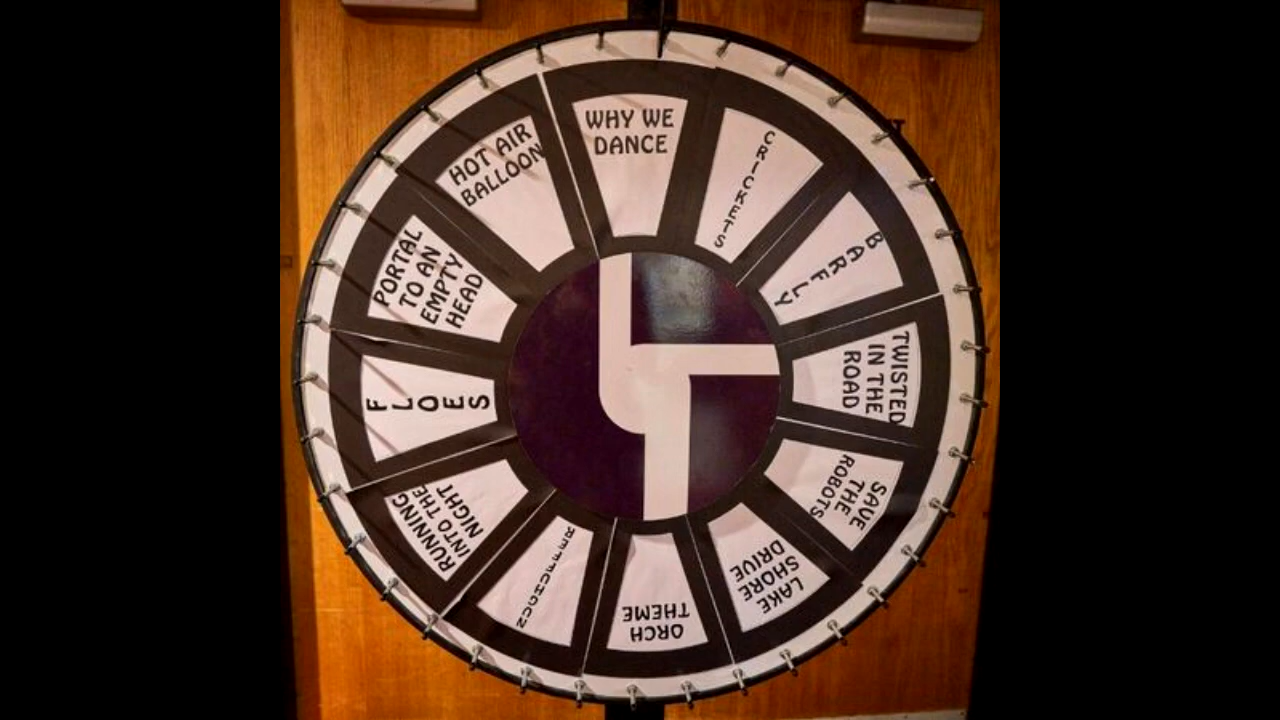 WHY WE
DANCE
CRICKETS
BARFLY
TWISTED
IN THE
ROAD
SAVE
THE
ROBOTS
LAKE
SHORE
DRIVE
ORCH
THEME
RUNNING
INTO THE
NIGHT
FLOES
PORTAL
TO AN
EMPTY
HEAD
HOT AIR
BALLOON